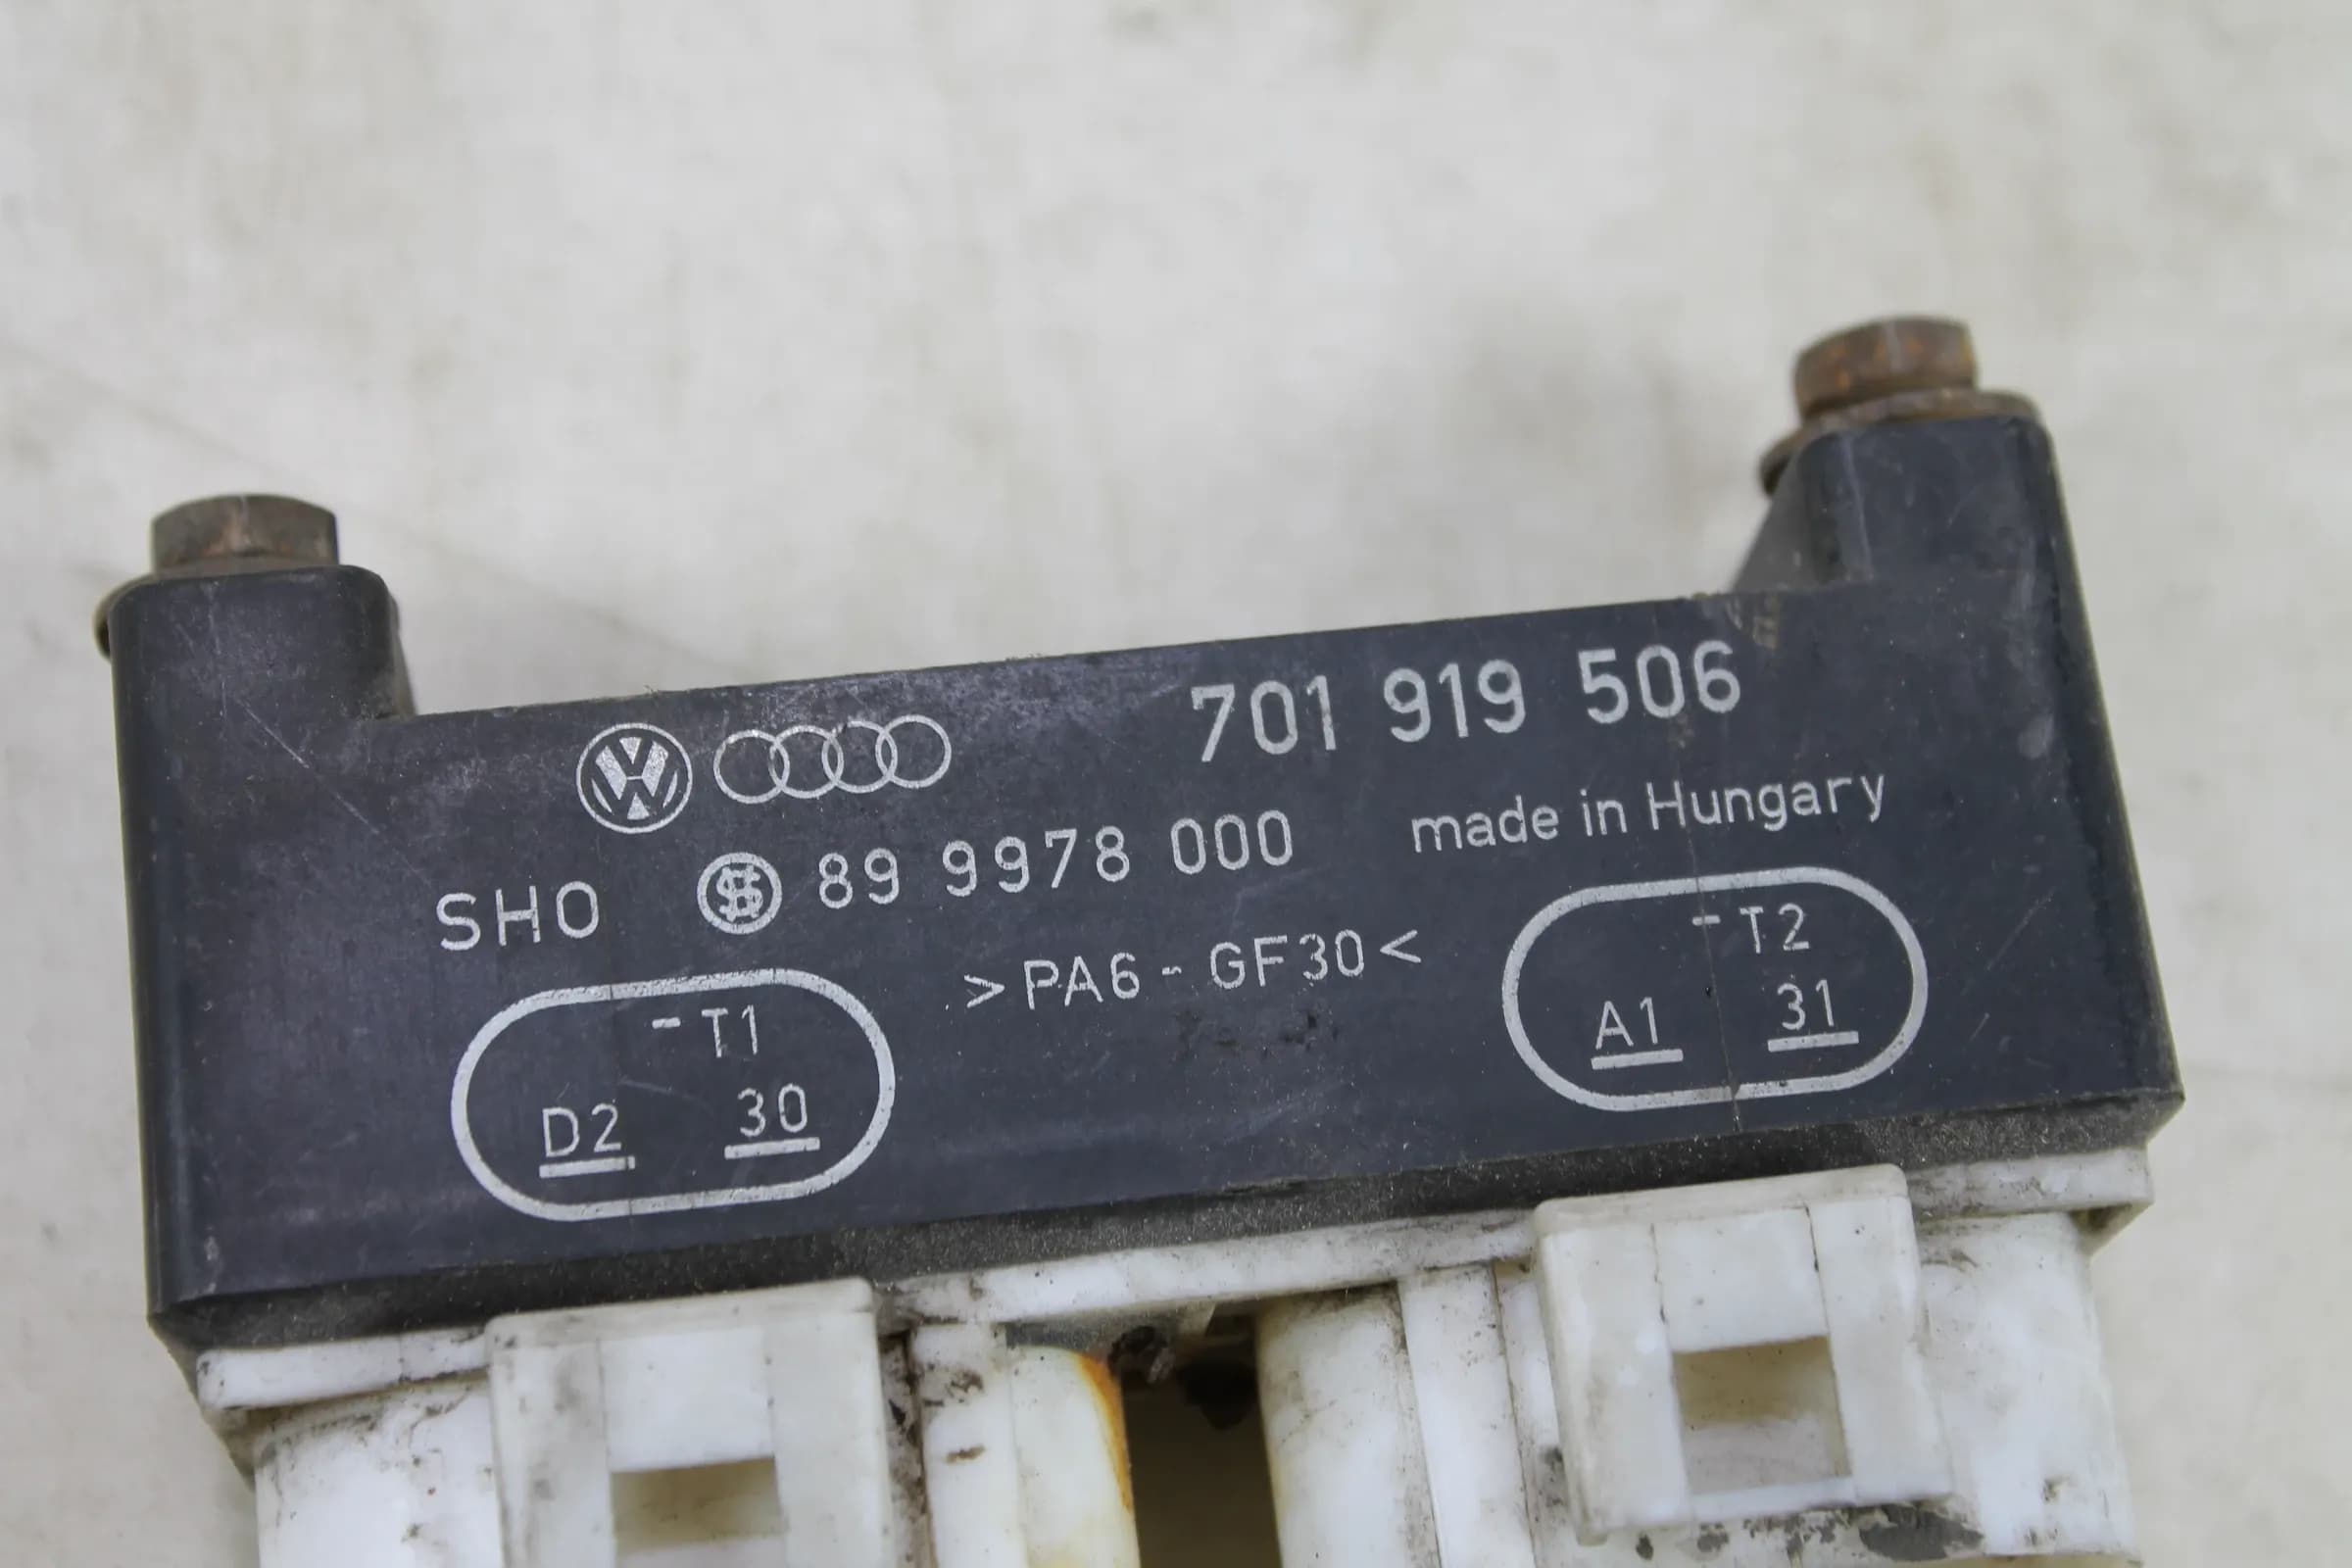 701 919 506
made in Hungary
SHO 89 9978 000
>PA6-GF30<
-T1
D2 30
-T2
A1 31